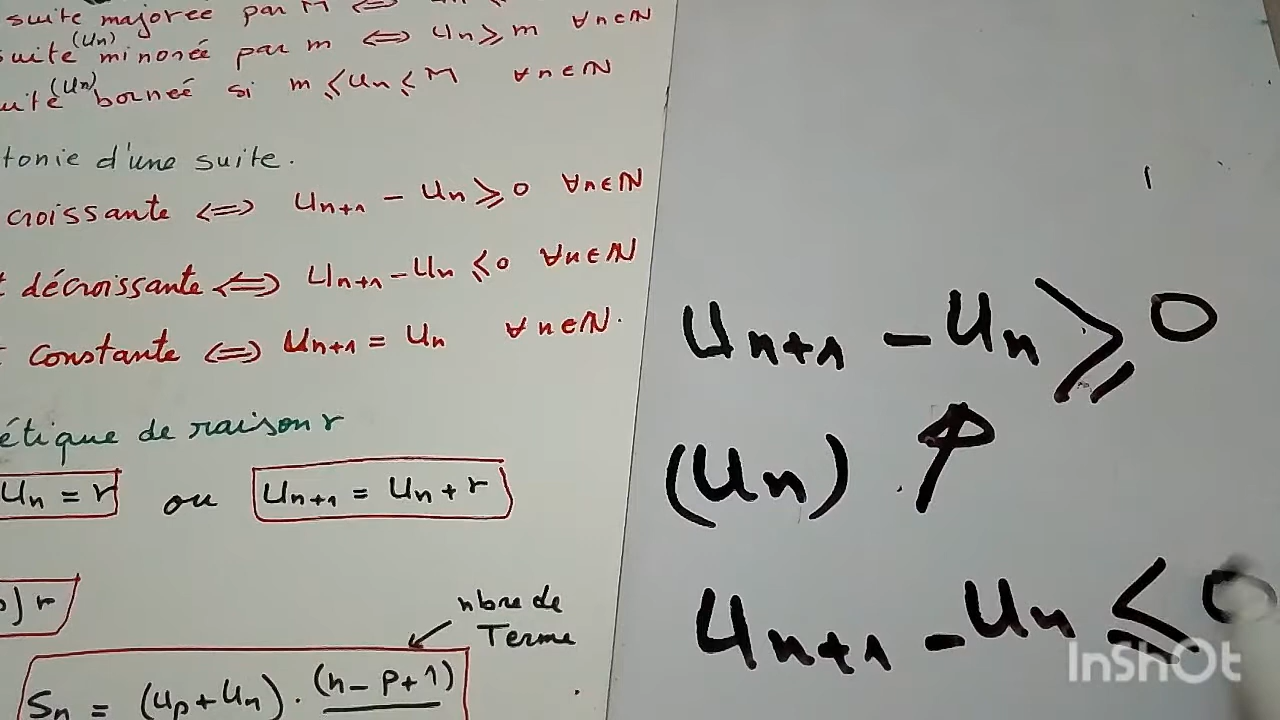 suite majorée par M ⟺ Un ≤
suite (Un) minorée par m ⟺ Un ≥ m ∀n∈ℕ
uite (Un) bornée si m ≤ Un ≤ M ∀n∈ℕ
tonie d'une suite.
croissante ⟺ Un+1 - Un ≥ 0 ∀n∈ℕ
t décroissante ⟺ Un+1 - Un ≤ 0 ∀n∈ℕ
t constante ⟺ Un+1 = Un ∀n∈ℕ.
étique de raison r
Un = r ou Un+1 = Un + r
) r
nbre de
Terme
Sn = (Up + Un) . (n - p + 1)
Un+1 - Un ≥ 0
(Un) ↑
Un+1 - Un ≤ 0
InShOt